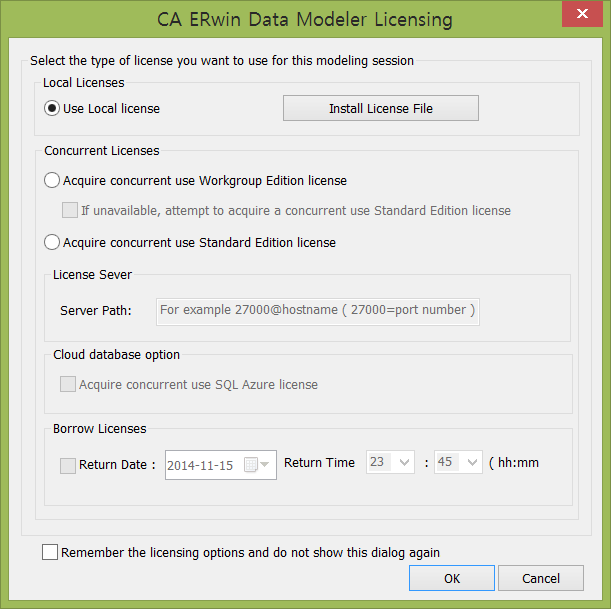 CA ERwin Data Modeler Licensing
Select the type of license you want to use for this modeling session
Local Licenses
Use Local license
Install License File
Concurrent Licenses
Acquire concurrent use Workgroup Edition license
If unavailable, attempt to acquire a concurrent use Standard Edition license
Acquire concurrent use Standard Edition license
License Sever
Server Path: For example 27000@hostname ( 27000=port number )
Cloud database option
Acquire concurrent use SQL Azure license
Borrow Licenses
Return Date : 2014-11-15 Return Time 23 : 45 ( hh:mm
Remember the licensing options and do not show this dialog again
OK Cancel